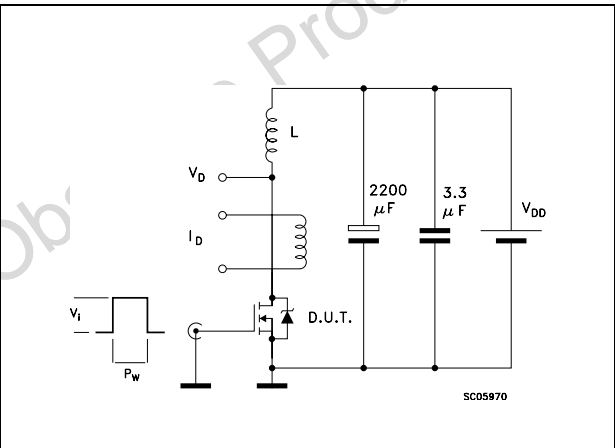 L
V_D
2200
μF
3.3
μF
V_DD
I_D
D.U.T.
V_i
P_W
SC05970